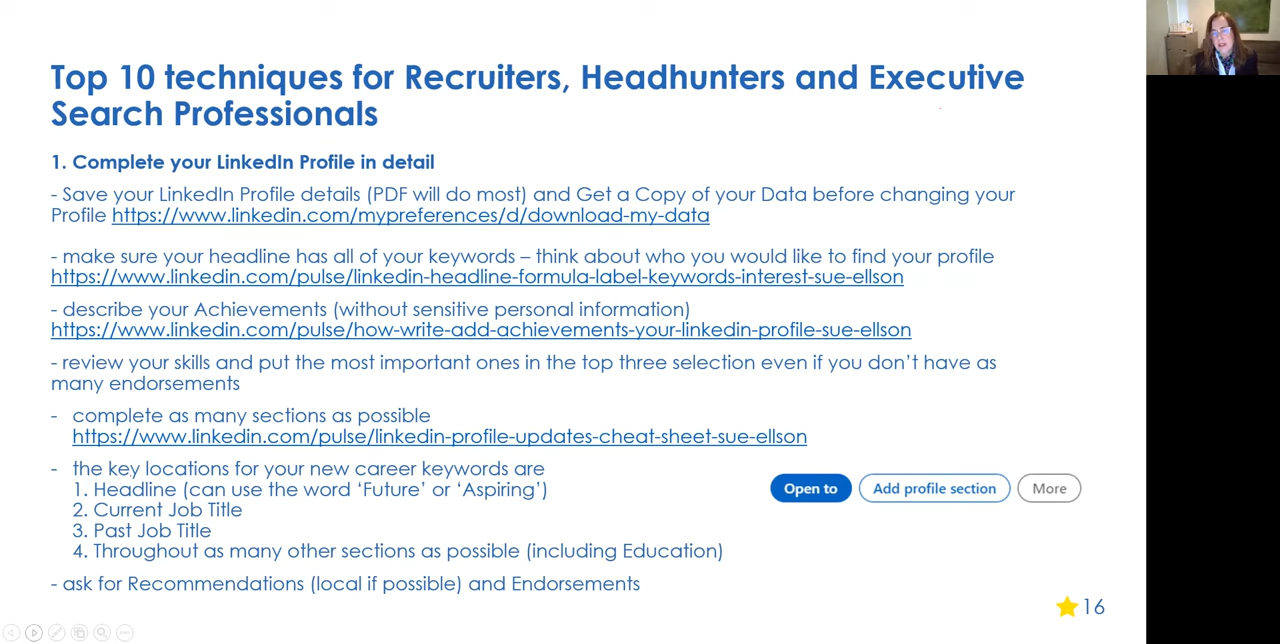 Top 10 techniques for Recruiters, Headhunters and Executive
Search Professionals
1. Complete your LinkedIn Profile in detail
- Save your LinkedIn Profile details (PDF will do most) and Get a Copy of your Data before changing your
Profile https://www.linkedin.com/mypreferences/d/download-my-data
- make sure your headline has all of your keywords – think about who you would like to find your profile
https://www.linkedin.com/pulse/linkedin-headline-formula-label-keywords-interest-sue-ellson
- describe your Achievements (without sensitive personal information)
https://www.linkedin.com/pulse/how-write-add-achievements-your-linkedin-profile-sue-ellson
- review your skills and put the most important ones in the top three selection even if you don’t have as
many endorsements
- complete as many sections as possible
https://www.linkedin.com/pulse/linkedin-profile-updates-cheat-sheet-sue-ellson
- the key locations for your new career keywords are
1. Headline (can use the word ‘Future’ or ‘Aspiring’)
2. Current Job Title
3. Past Job Title
4. Throughout as many other sections as possible (including Education)
- ask for Recommendations (local if possible) and Endorsements
Open to
Add profile section
More
16